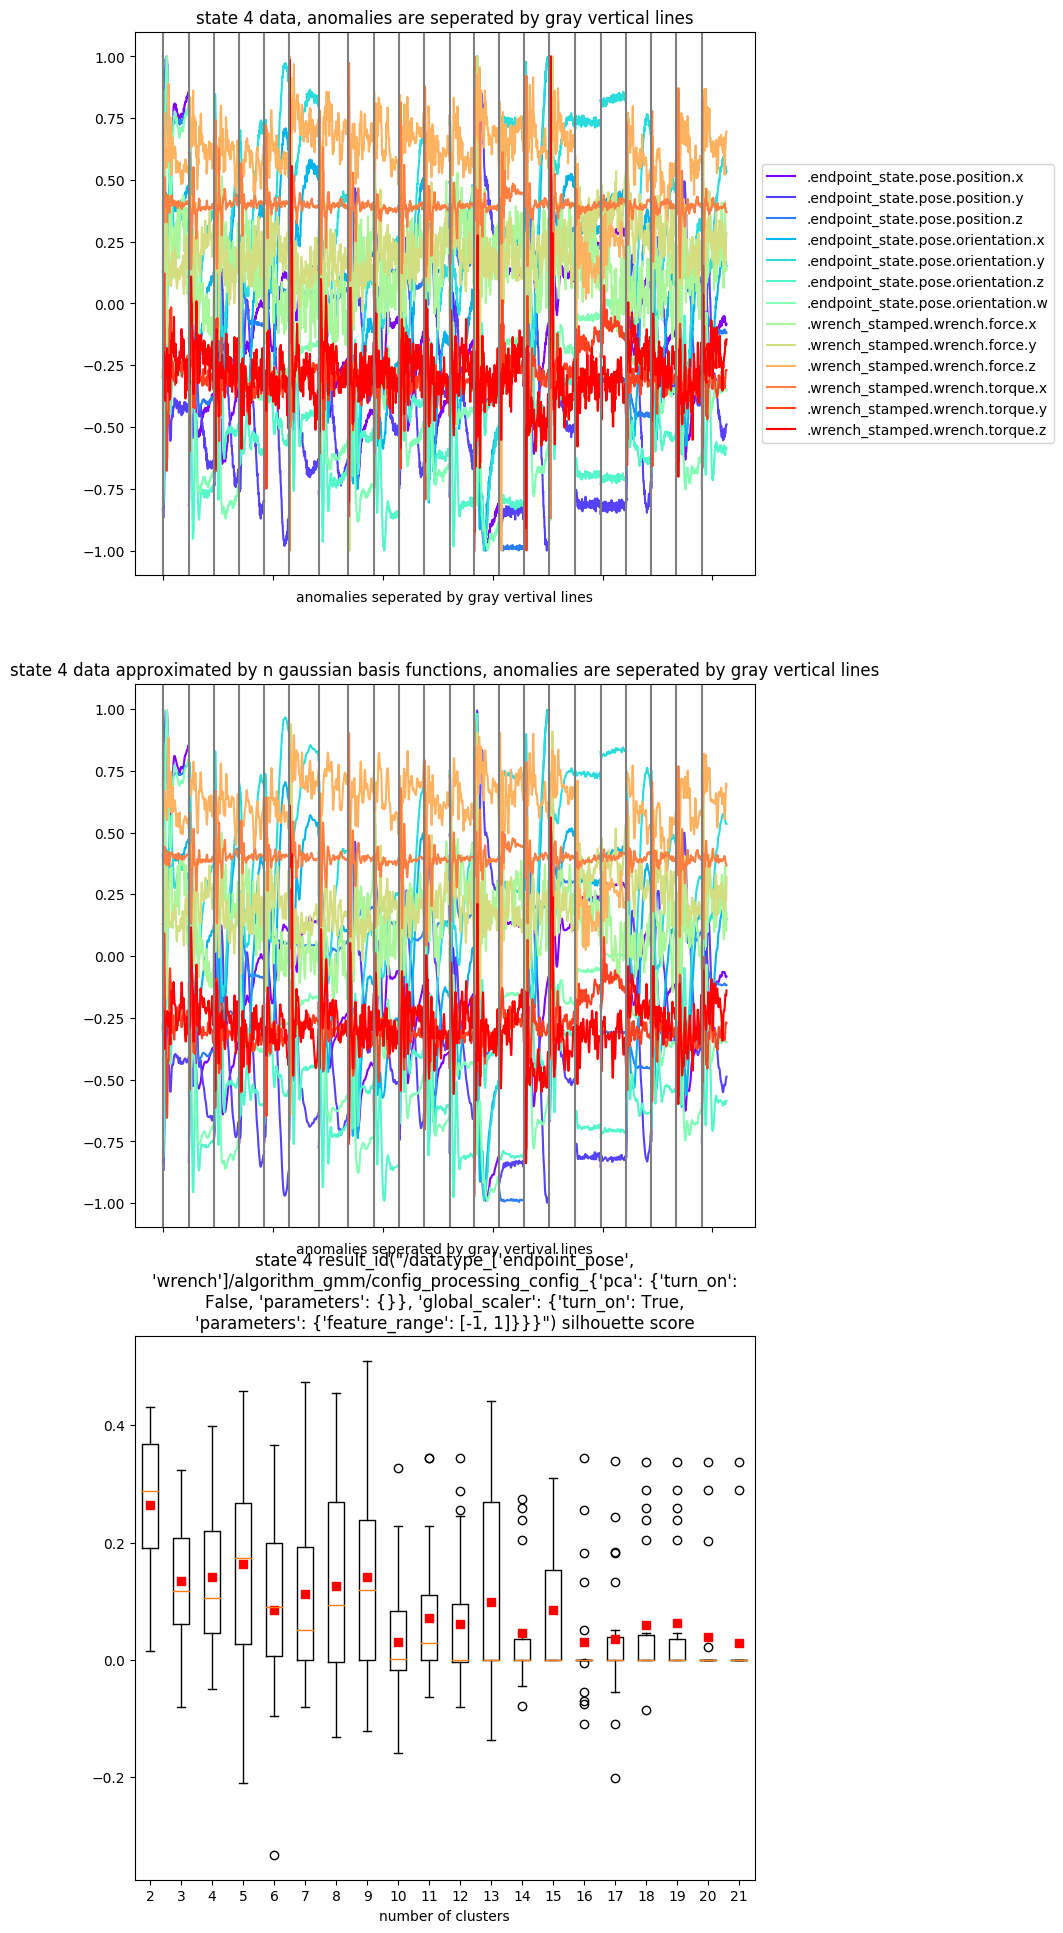 state 4 data, anomalies are seperated by gray vertical lines
1.00
0.75
0.50
0.25
0.00
−0.25
−0.50
−0.75
−1.00
anomalies seperated by gray vertival lines
.endpoint_state.pose.position.x
.endpoint_state.pose.position.y
.endpoint_state.pose.position.z
.endpoint_state.pose.orientation.x
.endpoint_state.pose.orientation.y
.endpoint_state.pose.orientation.z
.endpoint_state.pose.orientation.w
.wrench_stamped.wrench.force.x
.wrench_stamped.wrench.force.y
.wrench_stamped.wrench.force.z
.wrench_stamped.wrench.torque.x
.wrench_stamped.wrench.torque.y
.wrench_stamped.wrench.torque.z
state 4 data approximated by n gaussian basis functions, anomalies are seperated by gray vertical lines
1.00
0.75
0.50
0.25
0.00
−0.25
−0.50
−0.75
−1.00
anomalies seperated by gray vertival lines
state 4 result_id("/datatype_['endpoint_pose',
'wrench']/algorithm_gmm/config_processing_config_{'pca': {'turn_on':
False, 'parameters': {}}, 'global_scaler': {'turn_on': True,
'parameters': {'feature_range': [-1, 1]}}}") silhouette score
0.4
0.2
0.0
−0.2
2 3 4 5 6 7 8 9 10 11 12 13 14 15 16 17 18 19 20 21
number of clusters